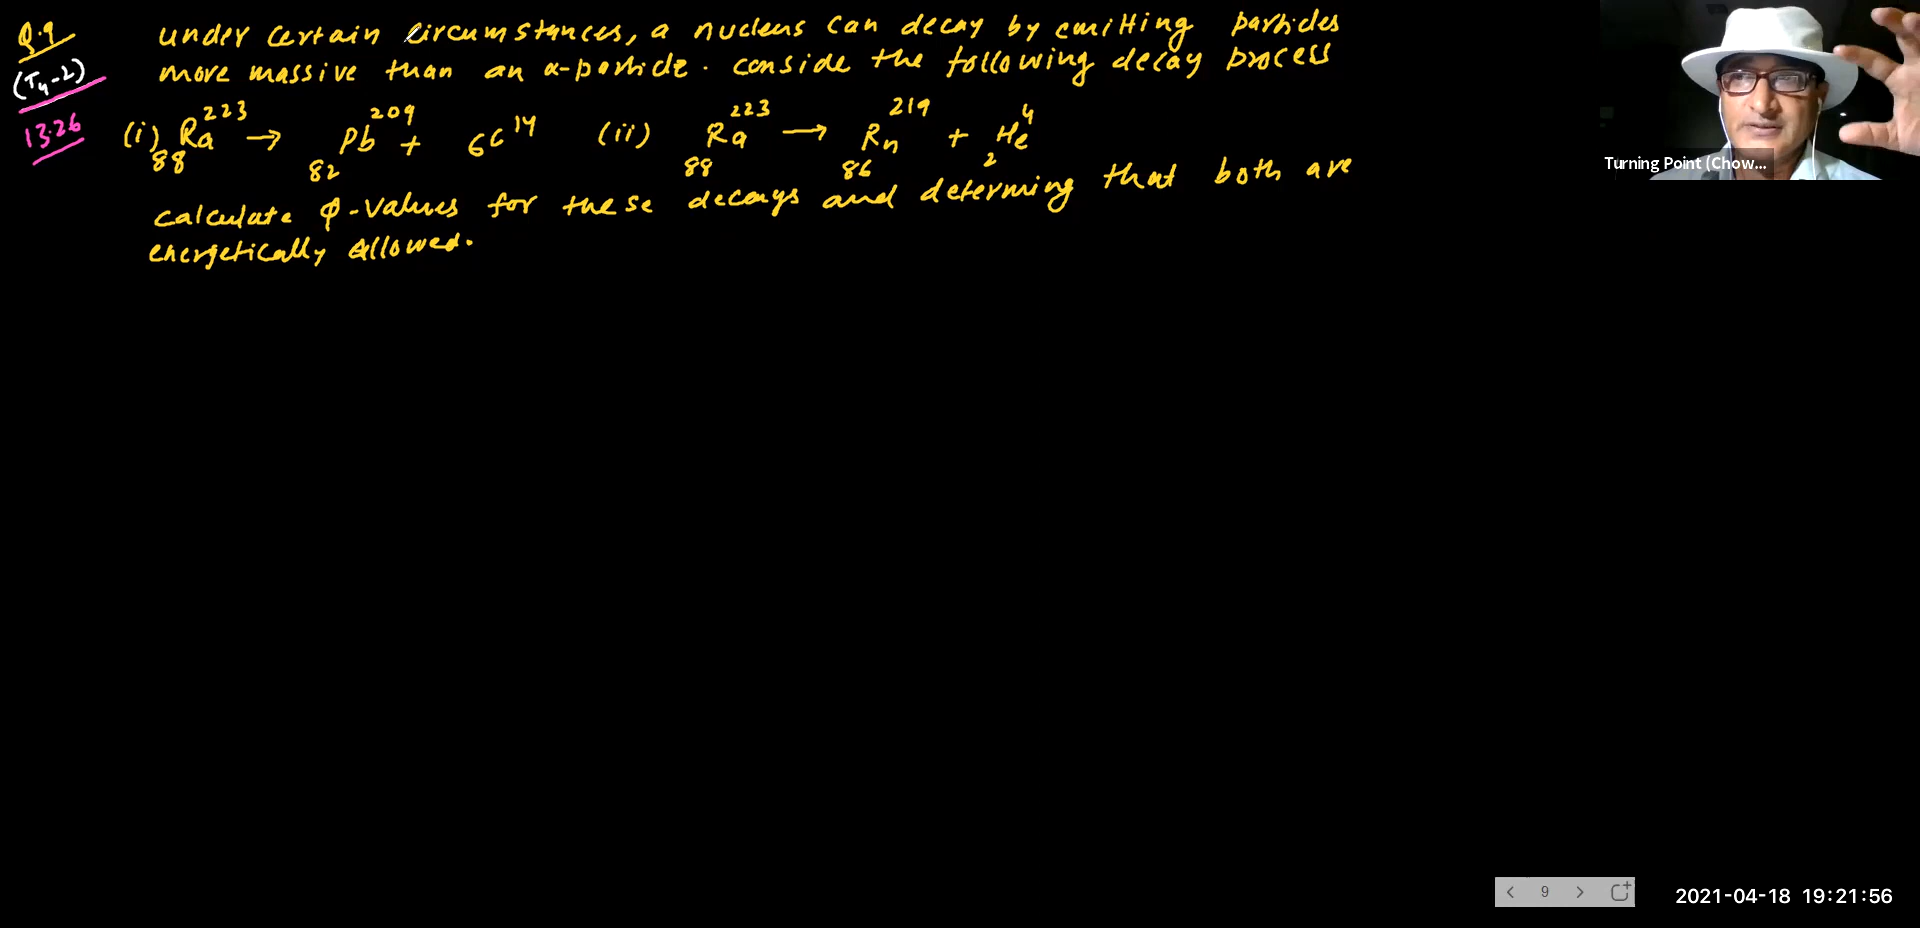 Q.9
(T4-2)
13.26
under certain circumstances, a nucleus can decay by emitting particles
more massive than an α-particle. conside the following decay process
(i) 88Ra223 → 82Pb209 + 6C14 (ii) 88Ra223 → 86Rn219 + 2He4
calculate φ-values for these decays and determing that both are
energetically allowed.
Turning Point (Chow...
9
2021-04-18 19:21:56